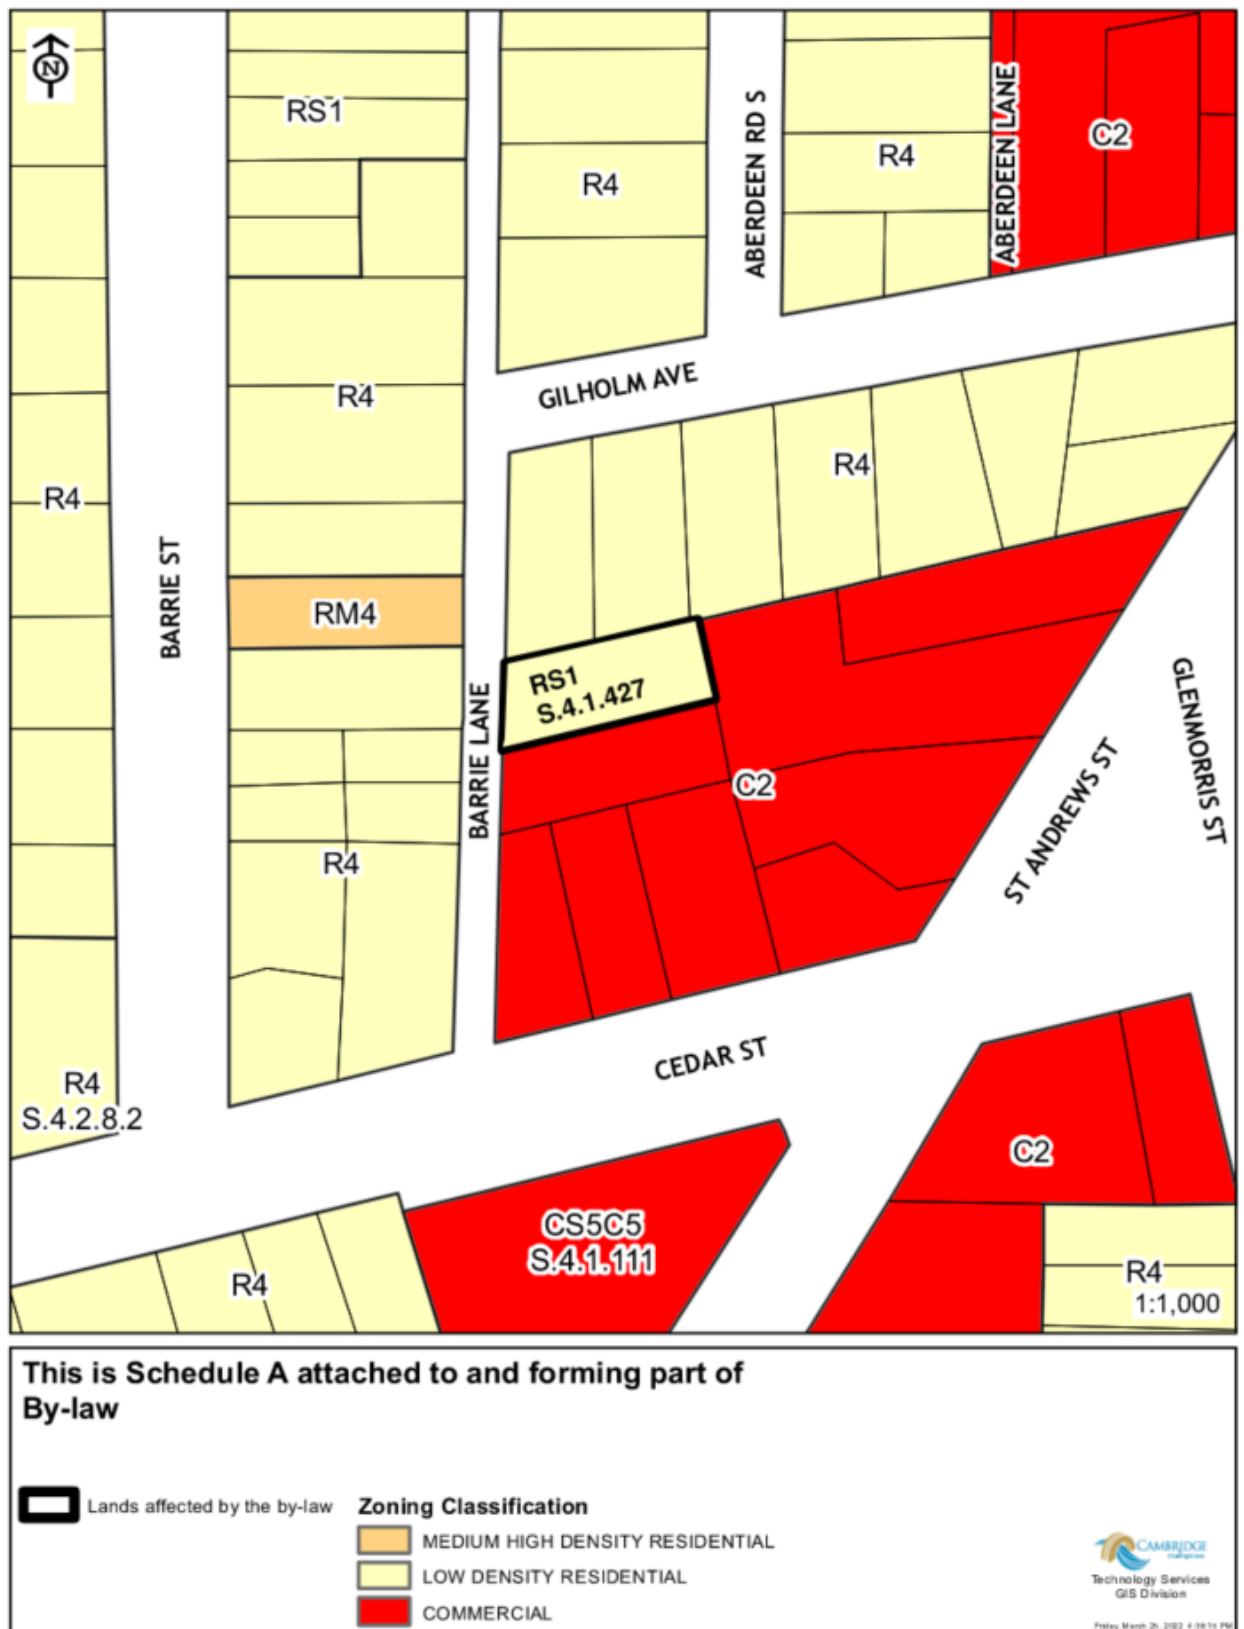 N
RS1
R4
ABERDEEN RD S
R4
ABERDEEN LANE
C2
GILHOLM AVE
R4
R4
R4
BARRIE ST
RM4
RS1
S.4.1.427
BARRIE LANE
C2
GLENMORRIS ST
ST ANDREWS ST
R4
CEDAR ST
R4
S.4.2.8.2
C2
CS5C5
S.4.1.111
R4
R4
1:1,000
This is Schedule A attached to and forming part of
By-law
Lands affected by the by-law
Zoning Classification
MEDIUM HIGH DENSITY RESIDENTIAL
LOW DENSITY RESIDENTIAL
COMMERCIAL
CAMBRIDGE
Technology Services
GIS Division